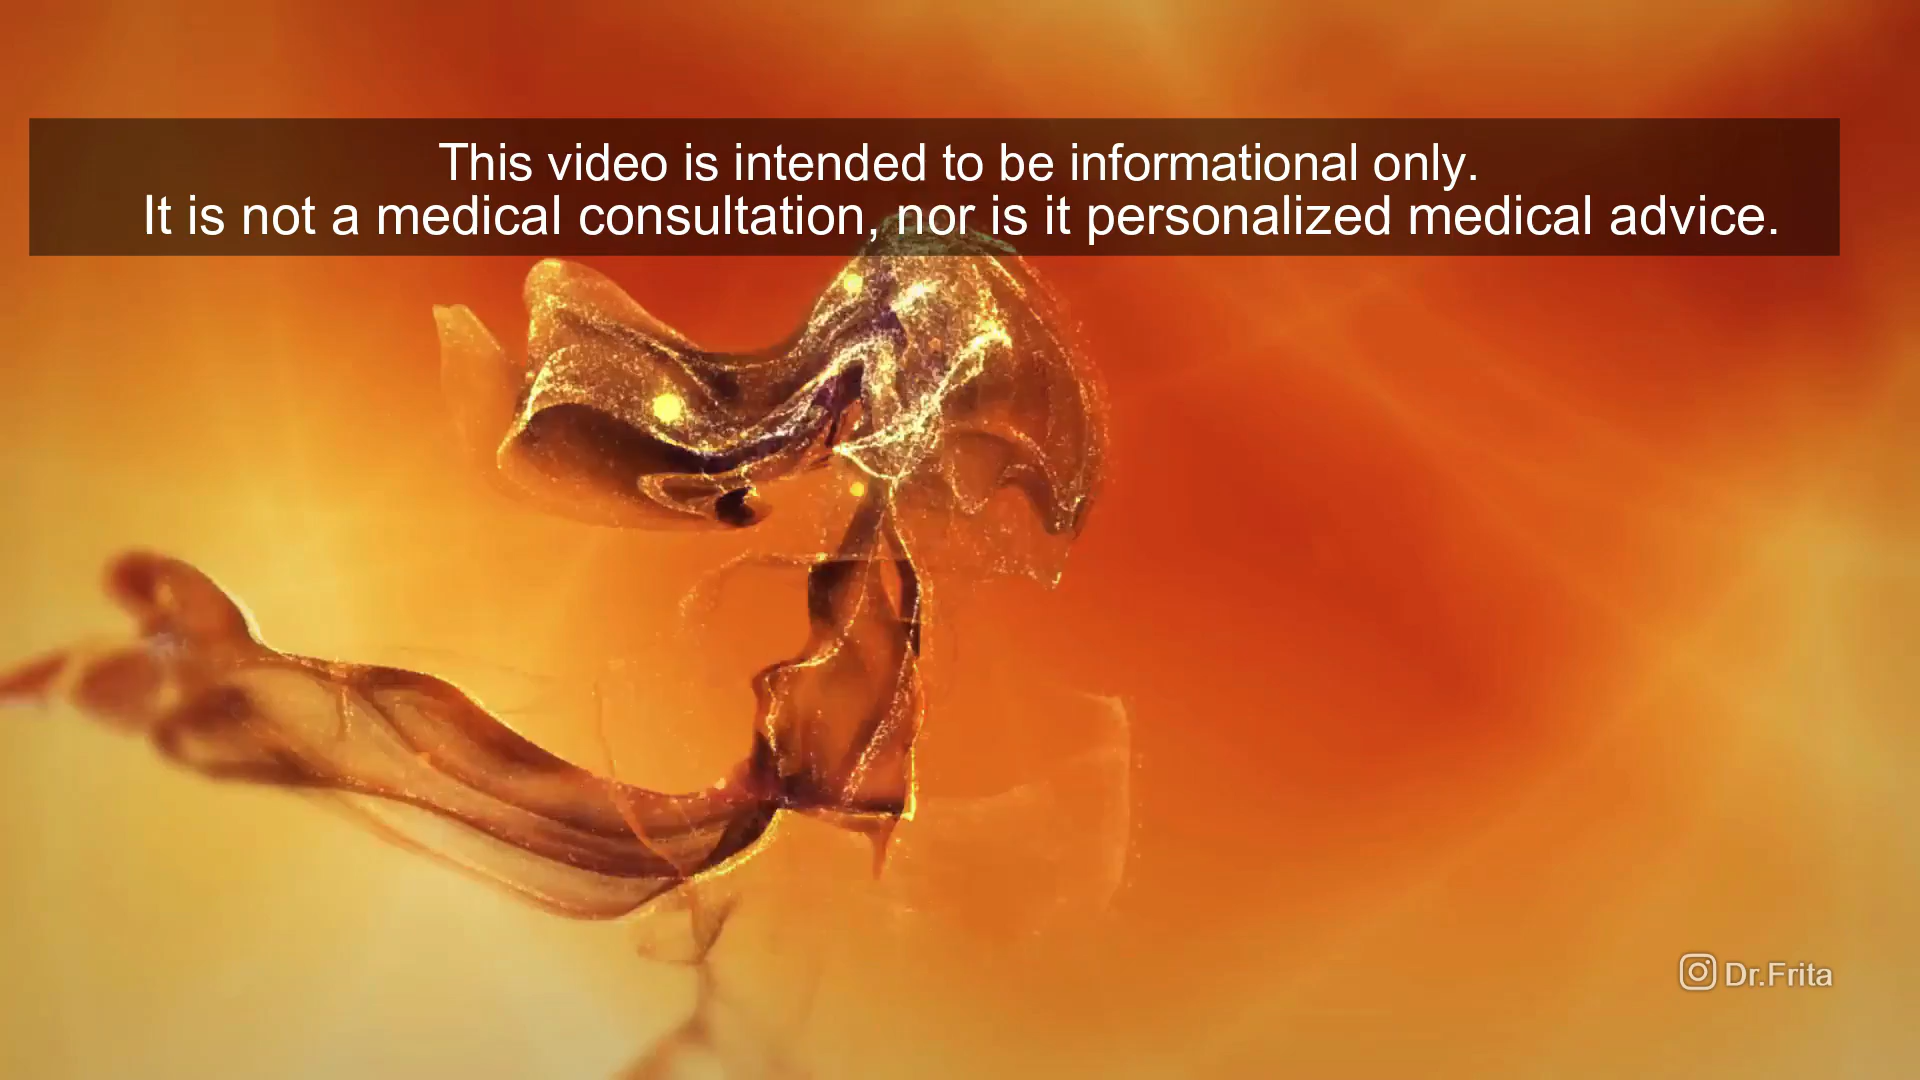 This video is intended to be informational only.
It is not a medical consultation, nor is it personalized medical advice.
Dr.Frita